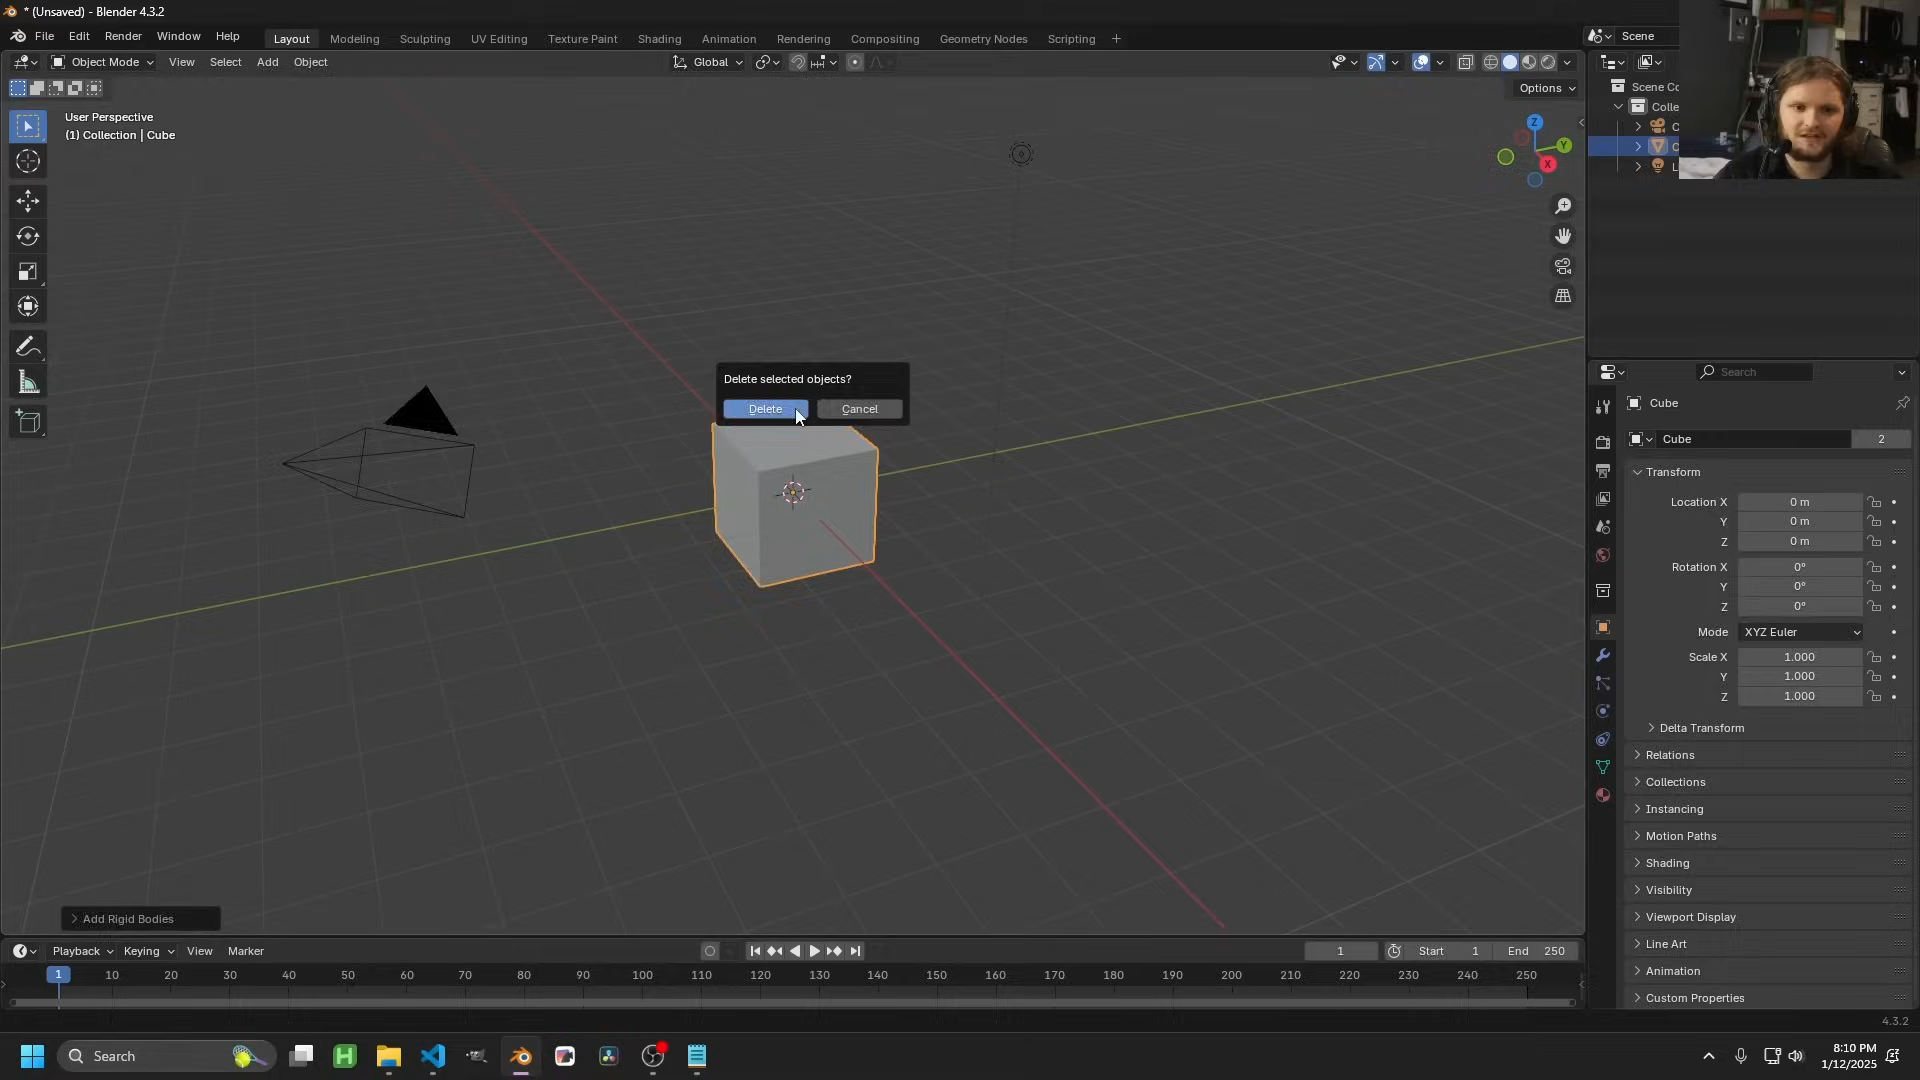 * (Unsaved) - Blender 4.3.2
File Edit Render Window Help
Layout Modeling Sculpting UV Editing Texture Paint Shading Animation Rendering Compositing Geometry Nodes Scripting
Scene
Object Mode View Select Add Object
Global
Options
User Perspective
(1) Collection | Cube
Z
Y
X
Scene Co
Colle
Delete selected objects?
Delete Cancel
Search
Cube
Cube 2
Transform
Location X 0 m
Y 0 m
Z 0 m
Rotation X 0°
Y 0°
Z 0°
Mode XYZ Euler
Scale X 1.000
Y 1.000
Z 1.000
Delta Transform
Relations
Collections
Instancing
Motion Paths
Shading
Visibility
Viewport Display
Line Art
Animation
Custom Properties
Add Rigid Bodies
Playback Keying View Marker
1 Start 1 End 250
1 10 20 30 40 50 60 70 80 90 100 110 120 130 140 150 160 170 180 190 200 210 220 230 240 250
4.3.2
Search
H
8:10 PM
1/12/2025